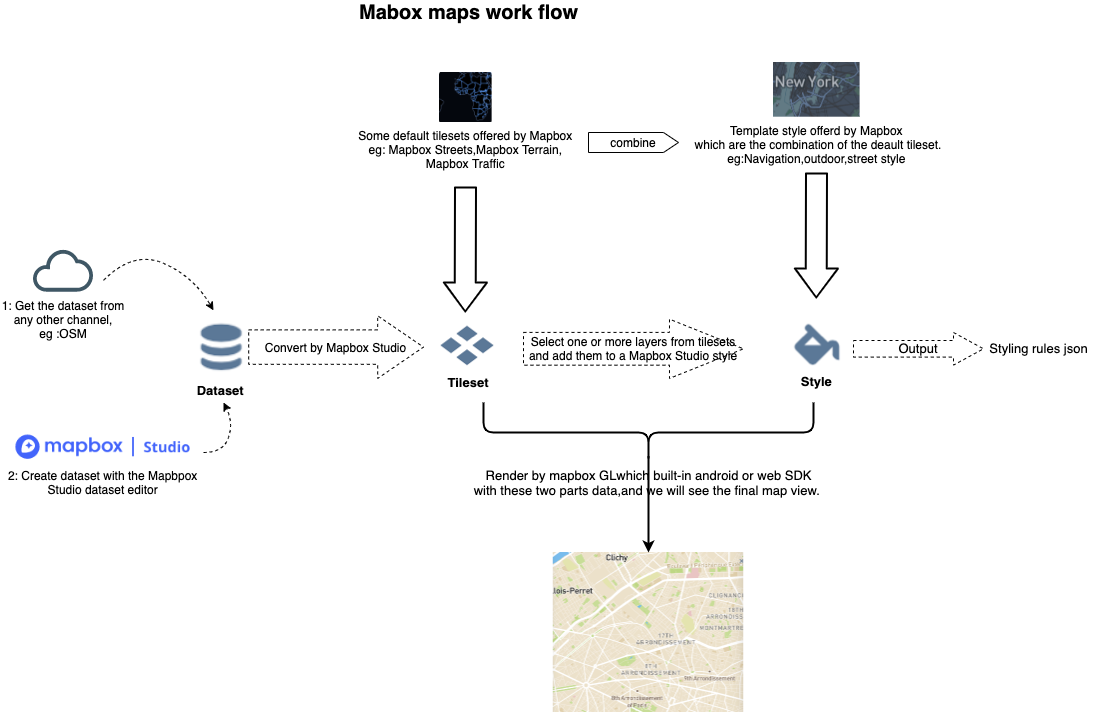 Mabox maps work flow
New York
Some default tilesets offered by Mapbox
eg: Mapbox Streets,Mapbox Terrain,
Mapbox Traffic
combine
Template style offerd by Mapbox
which are the combination of the deault tileset.
eg:Navigation,outdoor,street style
1: Get the dataset from
any other channel,
eg :OSM
Convert by Mapbox Studio
Select one or more layers from tilesets
and add them to a Mapbox Studio style
Output
Styling rules json
Dataset
Tileset
Style
mapbox | Studio
2: Create dataset with the Mapbpox
Studio dataset editor
Render by mapbox GLwhich built-in android or web SDK
with these two parts data,and we will see the final map view.
Clichy
lois-Perret
CLIGNANC
18TH
ARRONDISS
MONTMARTRE
17TH
ARRONDISSEMENT
8TH
ARRONDISSEMENT
9th Arrondissement
8th Arrondissement
of Paris